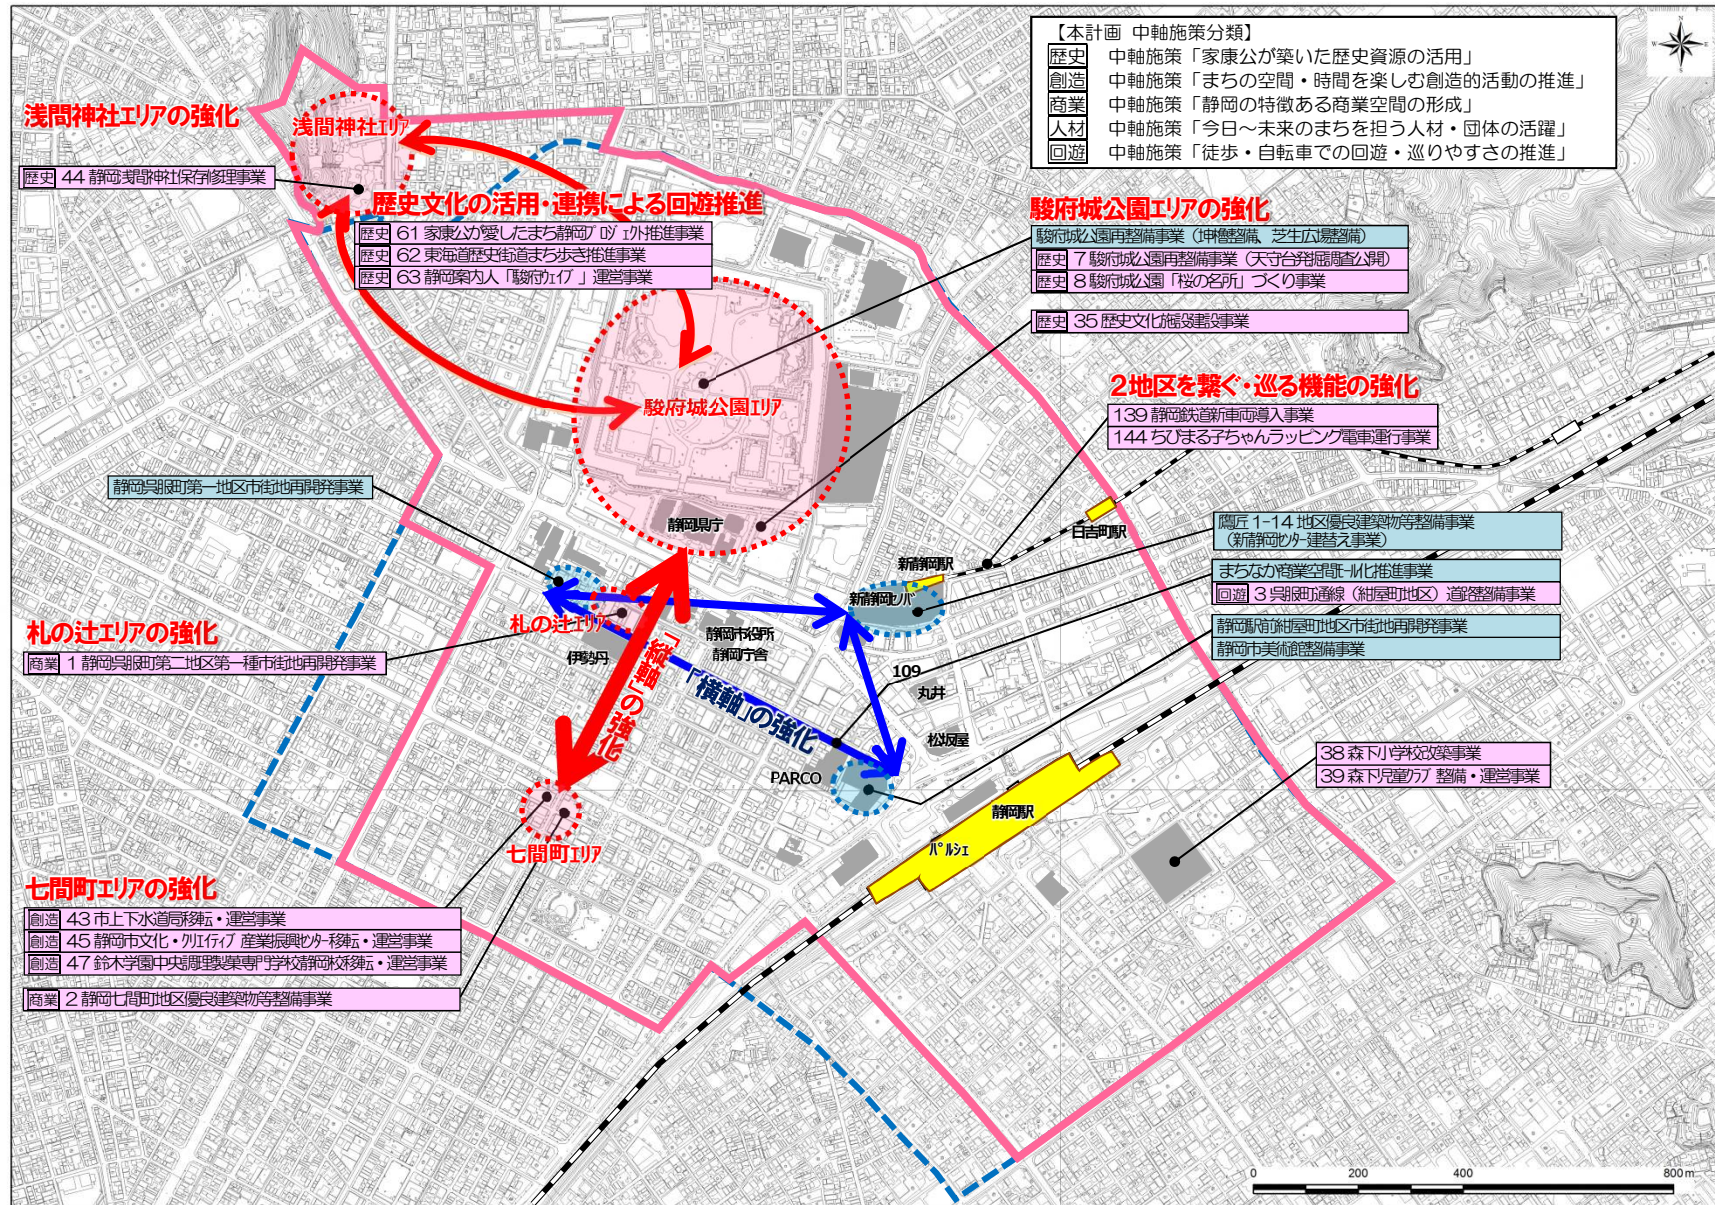 【本計画 中軸施策分類】
歴史 中軸施策「家康公が築いた歴史資源の活用」
創造 中軸施策「まちの空間・時間を楽しむ創造的活動の推進」
商業 中軸施策「静岡の特徴ある商業空間の形成」
人材 中軸施策「今日～未来のまちを担う人材・団体の活躍」
回遊 中軸施策「徒歩・自転車での回遊・巡りやすさの推進」
N
W
E
S
浅間神社エリアの強化
浅間神社ｴﾘｱ
歴史 44 静岡浅間神社保存修理事業
歴史文化の活用・連携による回遊推進
歴史 61 家康公が愛したまち静岡ﾌﾟﾛｼﾞｪｸﾄ推進事業
歴史 62 東海道歴史街道まち歩き推進事業
歴史 63 静岡案内人「駿府ｳｪｲﾌﾞ」運営事業
駿府城公園エリアの強化
駿府城公園再整備事業（坤櫓整備、芝生広場整備）
歴史 7 駿府城公園再整備事業（天守台発掘調査公開）
歴史 8 駿府城公園「桜の名所」づくり事業
歴史 35 歴史文化施設建設事業
2地区を繋ぐ・巡る機能の強化
139 静岡鉄道新車両導入事業
144 ちびまる子ちゃんラッピング電車運行事業
駿府城公園ｴﾘｱ
静岡呉服町第一地区市街地再開発事業
静岡県庁
日吉町駅
鷹匠 1-14 地区優良建築物等整備事業
（新静岡ｾﾝﾀｰ建替え事業）
新静岡駅
新静岡ｾﾉﾊﾞ
まちなか商業空間ﾓｰﾙ化推進事業
回遊 3 呉服町通線（紺屋町地区）道路整備事業
静岡駅前紺屋町地区市街地再開発事業
静岡市美術館整備事業
札の辻エリアの強化
札の辻ｴﾘｱ
商業 1 静岡呉服町第二地区第一種市街地再開発事業
静岡市役所
静岡庁舎
伊勢丹
「縦軸」の強化
「横軸」の強化
109
丸井
松坂屋
PARCO
38 森下小学校改築事業
39 森下児童ｸﾗﾌﾞ整備・運営事業
静岡駅
ﾊﾟﾙｼｪ
七間町ｴﾘｱ
七間町エリアの強化
創造 43 市上下水道局移転・運営事業
創造 45 静岡市文化・ｸﾘｴｲﾃｨﾌﾞ産業振興ｾﾝﾀｰ移転・運営事業
創造 47 鈴木学園中央調理製菓専門学校静岡校移転・運営事業
商業 2 静岡七間町地区優良建築物等整備事業
0 200 400 800m